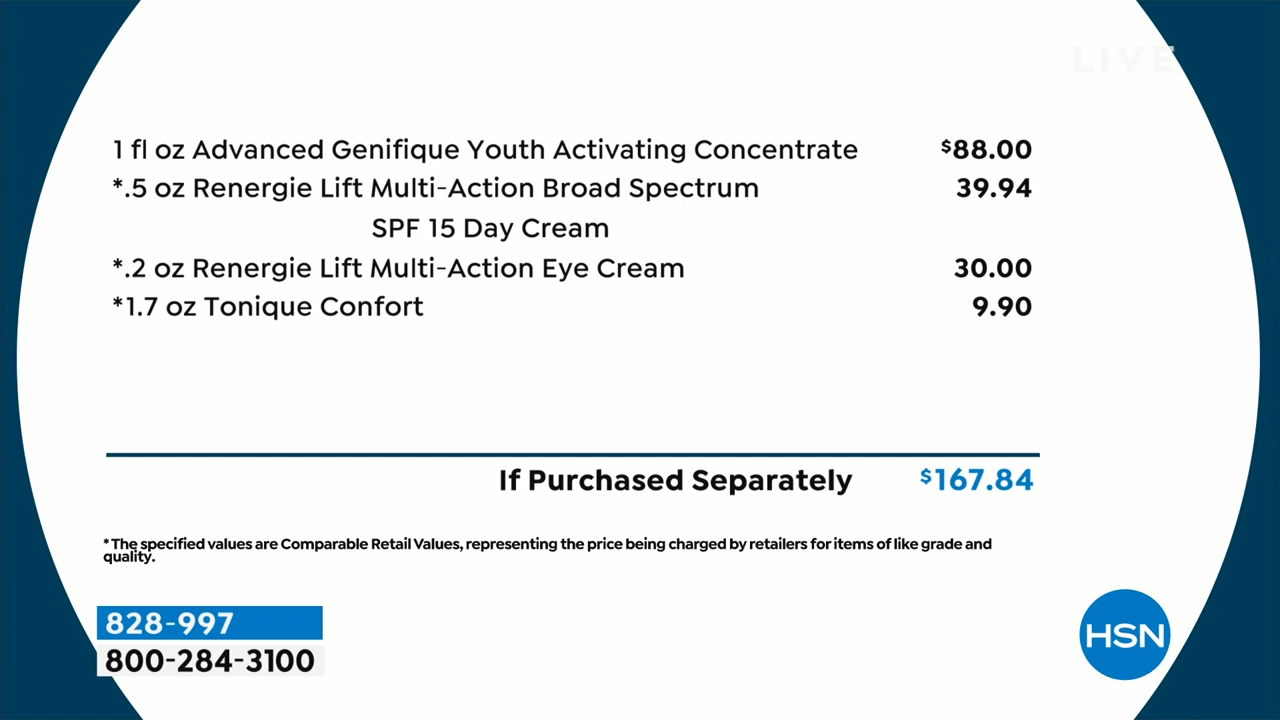 LIVE
1 fl oz Advanced Genifique Youth Activating Concentrate $88.00
*.5 oz Renergie Lift Multi-Action Broad Spectrum 39.94
SPF 15 Day Cream
*.2 oz Renergie Lift Multi-Action Eye Cream 30.00
*1.7 oz Tonique Confort 9.90
If Purchased Separately $167.84
*The specified values are Comparable Retail Values, representing the price being charged by retailers for items of like grade and
quality.
828-997
800-284-3100
HSN